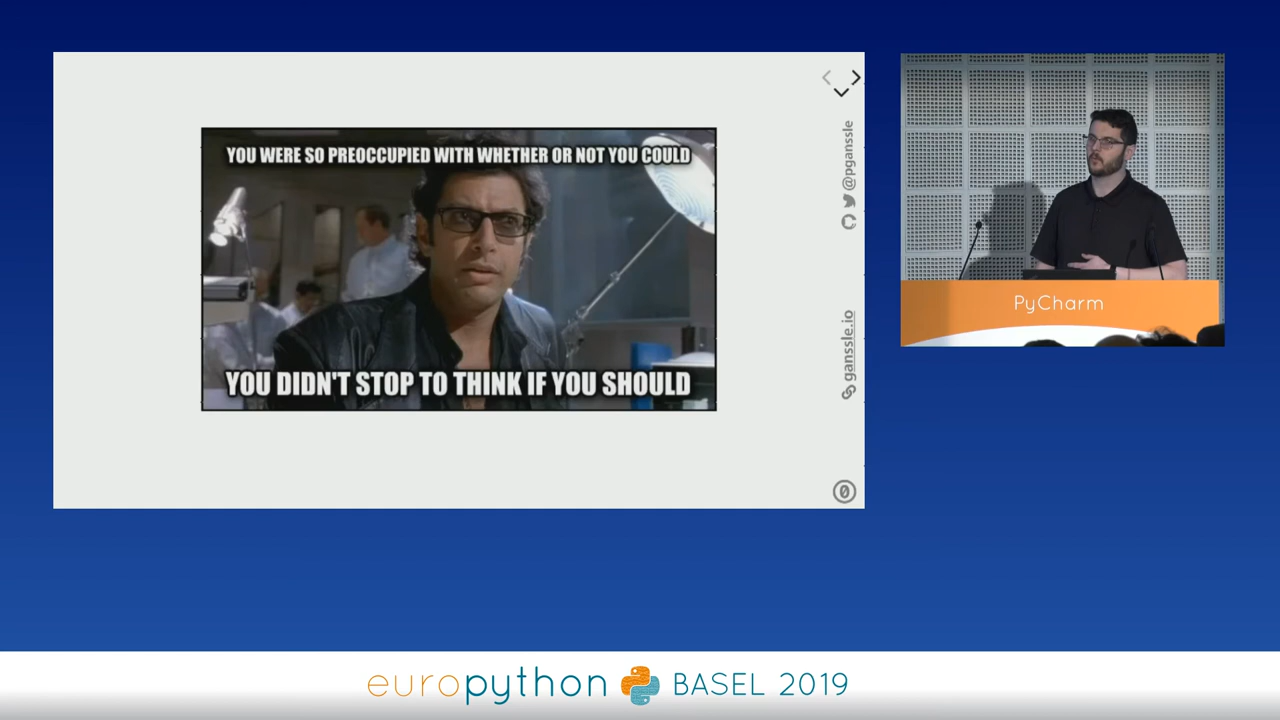 YOU WERE SO PREOCCUPIED WITH WHETHER OR NOT YOU COULD
YOU DIDN'T STOP TO THINK IF YOU SHOULD
@pganssle
ganssle.io
0
PyCharm
europython BASEL 2019